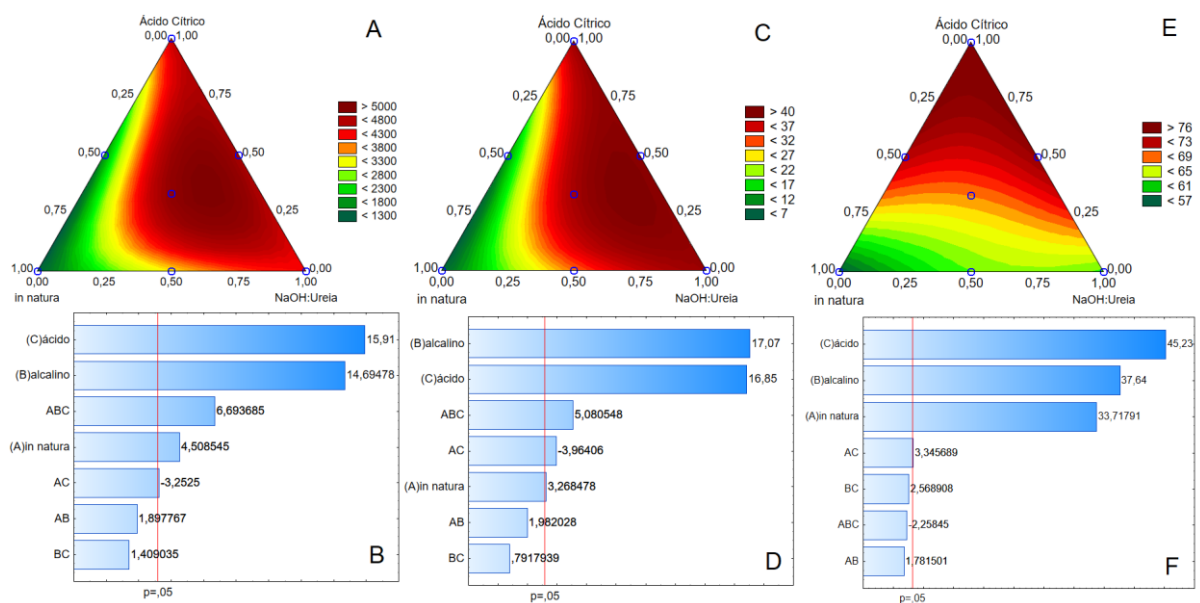 A
Ácido Cítrico
0,00 1,00
0,25
0,75
0,50
0,50
0,75
0,25
1,00
0,00
0,00
0,25
0,50
0,75
1,00
in natura
NaOH:Ureia
> 5000
< 4800
< 4300
< 3800
< 3300
< 2800
< 2300
< 1800
< 1300
C
Ácido Cítrico
0,00 1,00
0,25
0,75
0,50
0,50
0,75
0,25
1,00
0,00
0,00
0,25
0,50
0,75
1,00
in natura
NaOH:Ureia
> 40
< 37
< 32
< 27
< 22
< 17
< 12
< 7
E
Ácido Cítrico
0,00 1,00
0,25
0,75
0,50
0,50
0,75
0,25
1,00
0,00
0,00
0,25
0,50
0,75
1,00
in natura
NaOH:Ureia
> 76
< 73
< 69
< 65
< 61
< 57
(C)ácido 15,91
(B)alcalino 14,69478
ABC 6,693685
(A)in natura 4,508545
AC -3,2525
AB 1,897767
BC 1,409035
B
p=,05
(B)alcalino 17,07
(C)ácido 16,85
ABC 5,080548
AC -3,96406
(A)in natura 3,268478
AB 1,982028
BC ,7917939
D
p=,05
(C)ácido 45,23
(B)alcalino 37,64
(A)in natura 33,71791
AC 3,345689
BC 2,568908
ABC -2,25845
AB 1,781501
F
p=,05